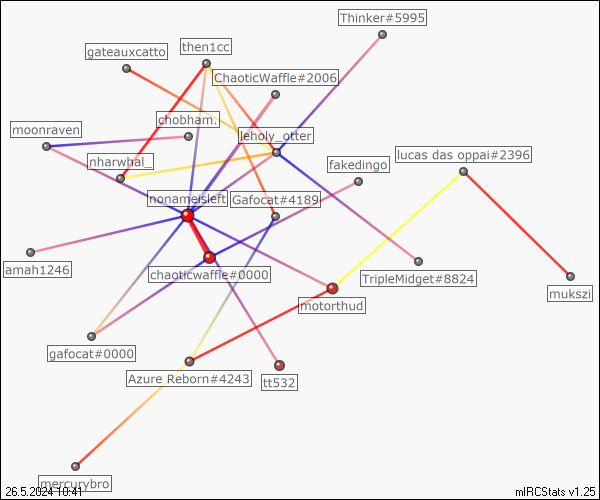 Thinker#5995
gateauxcatto
then1cc
ChaoticWaffle#2006
chobham.
moonraven
leholy_otter
nharwhal_
fakedingo
lucas das oppai#2396
nonameisleft
Gafocat#4189
amah1246
chaoticwaffle#0000
TripleMidget#8824
mukszi
motorthud
gafocat#0000
Azure Reborn#4243
tt532
mercurybro
26.5.2024 10:41
mIRCStats v1.25